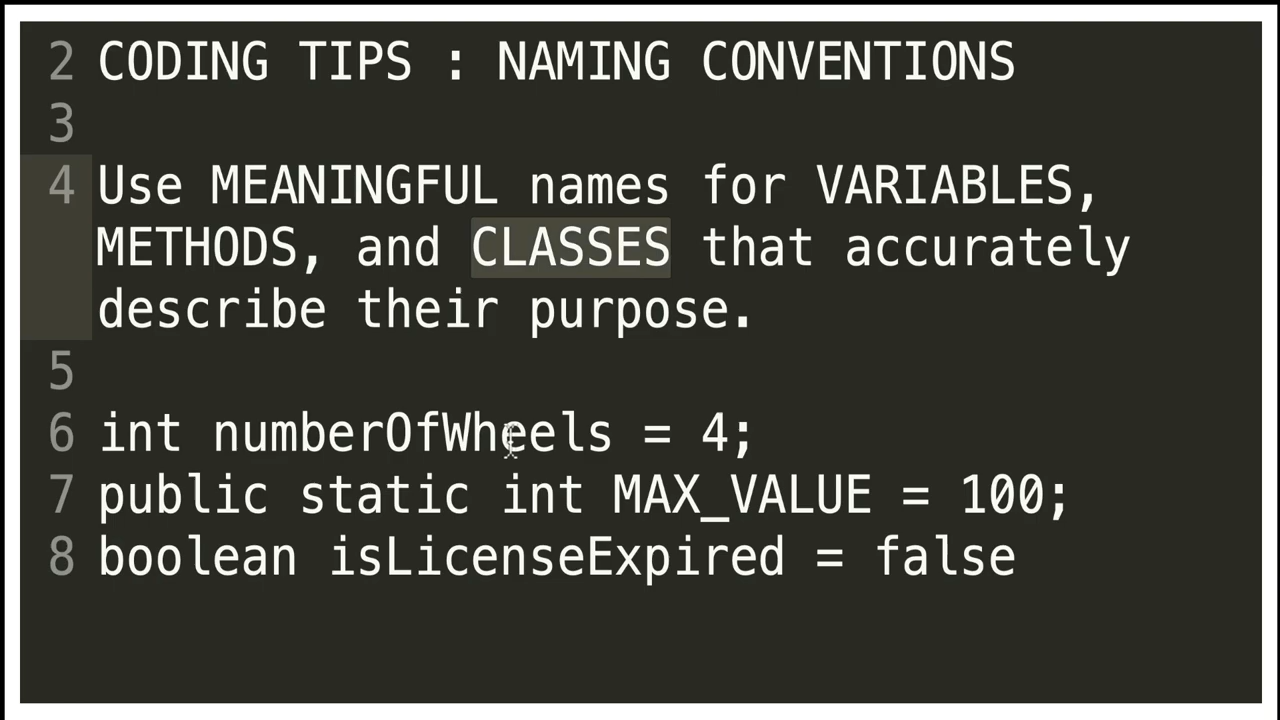 2 CODING TIPS : NAMING CONVENTIONS
3
4 Use MEANINGFUL names for VARIABLES,
METHODS, and CLASSES that accurately
describe their purpose.
5
6 int numberOfWheels = 4;
7 public static int MAX_VALUE = 100;
8 boolean isLicenseExpired = false